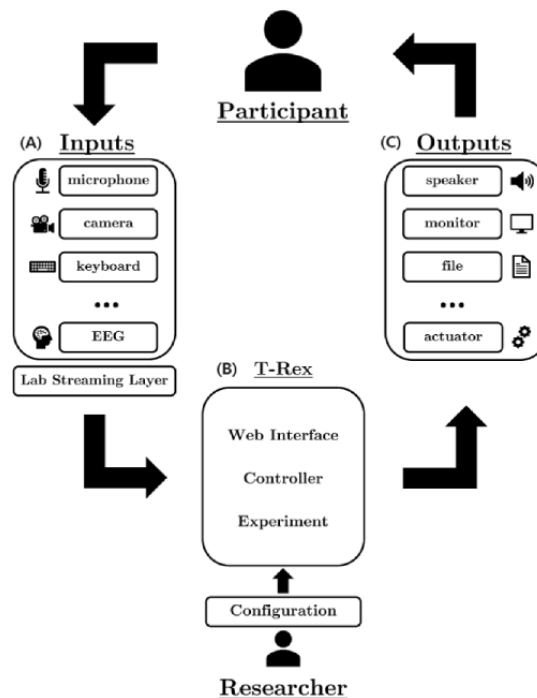 Participant
(A) Inputs
microphone
camera
keyboard
...
EEG
Lab Streaming Layer
(C) Outputs
speaker
monitor
file
...
actuator
(B) T-Rex
Web Interface
Controller
Experiment
Configuration
Researcher